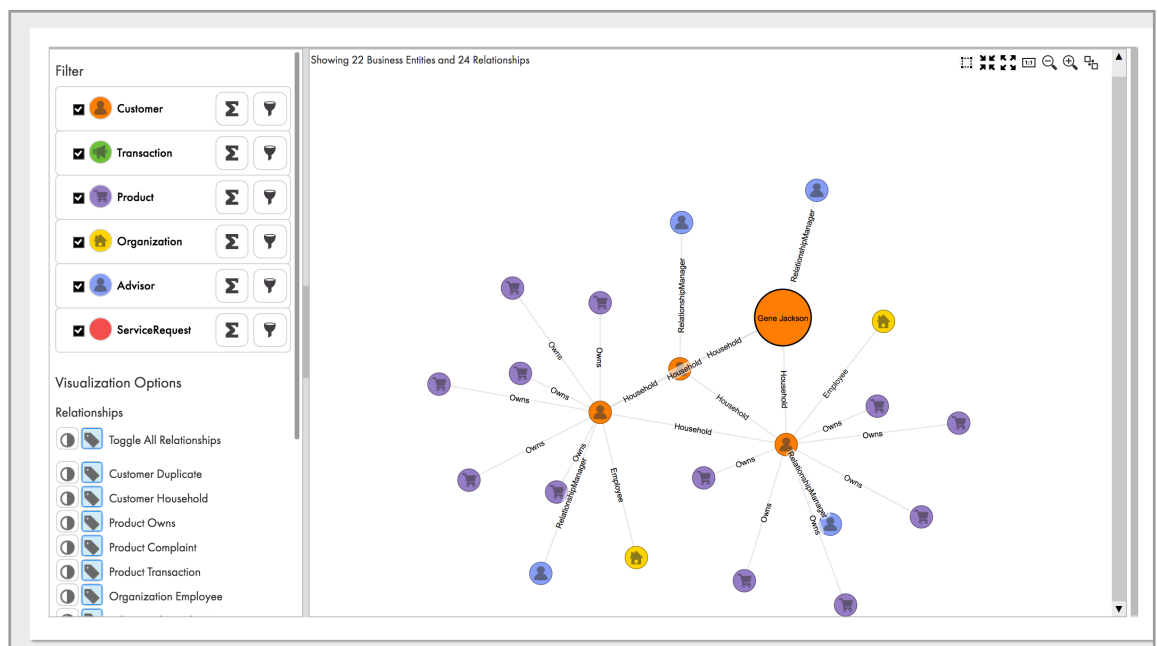 Showing 22 Business Entities and 24 Relationships
1:1
Filter
Customer
Transaction
Product
Organization
Advisor
ServiceRequest
Visualization Options
Relationships
Toggle All Relationships
Customer Duplicate
Customer Household
Product Owns
Product Complaint
Product Transaction
Organization Employee
RelationshipManager
RelationshipManager
Gene Jackson
Household
Household
Household
Household
Household
Household
Employee
Owns
Owns
Owns
Owns
Owns
Owns
Owns
RelationshipManager
Employee
Owns
Owns
Owns
Owns
Owns
Owns
RelationshipManager